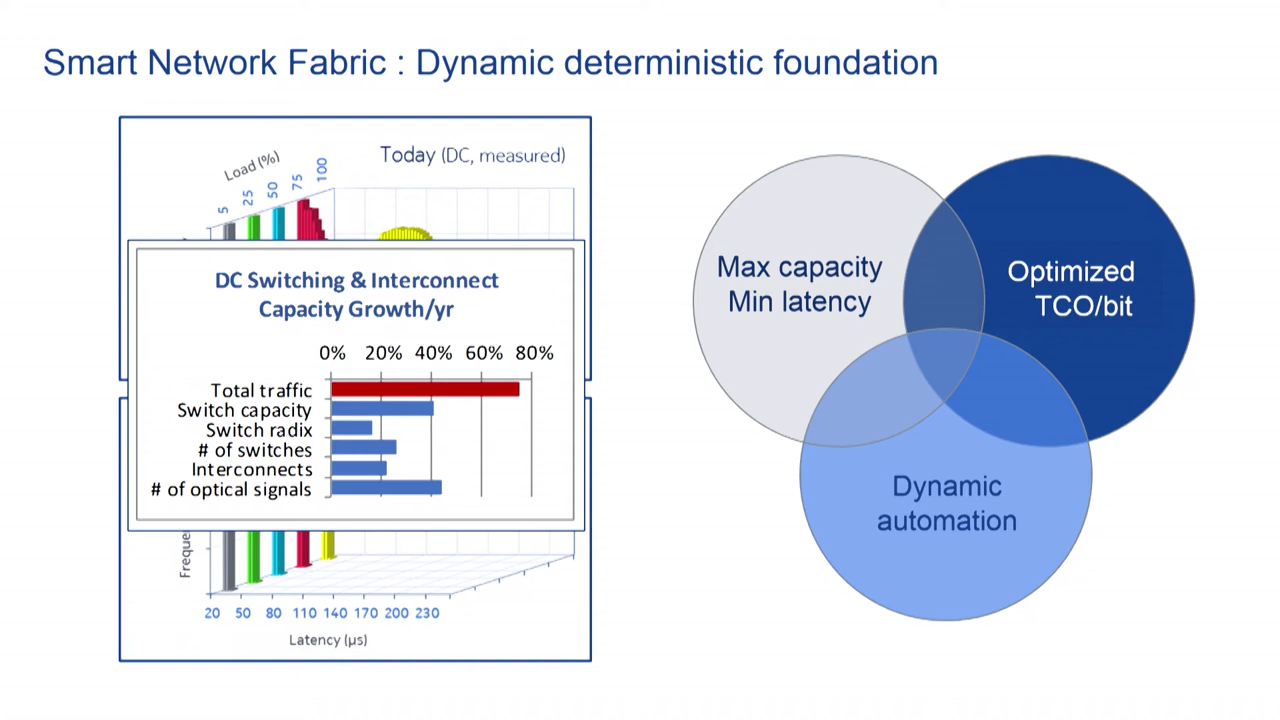 Smart Network Fabric : Dynamic deterministic foundation
Load (%)
5 25 50 75 100
Today (DC, measured)
DC Switching & Interconnect
Capacity Growth/yr
0% 20% 40% 60% 80%
Total traffic
Switch capacity
Switch radix
# of switches
Interconnects
# of optical signals
20 50 80 110 140 170 200 230
Latency (µs)
Max capacity
Min latency
Optimized
TCO/bit
Dynamic
automation